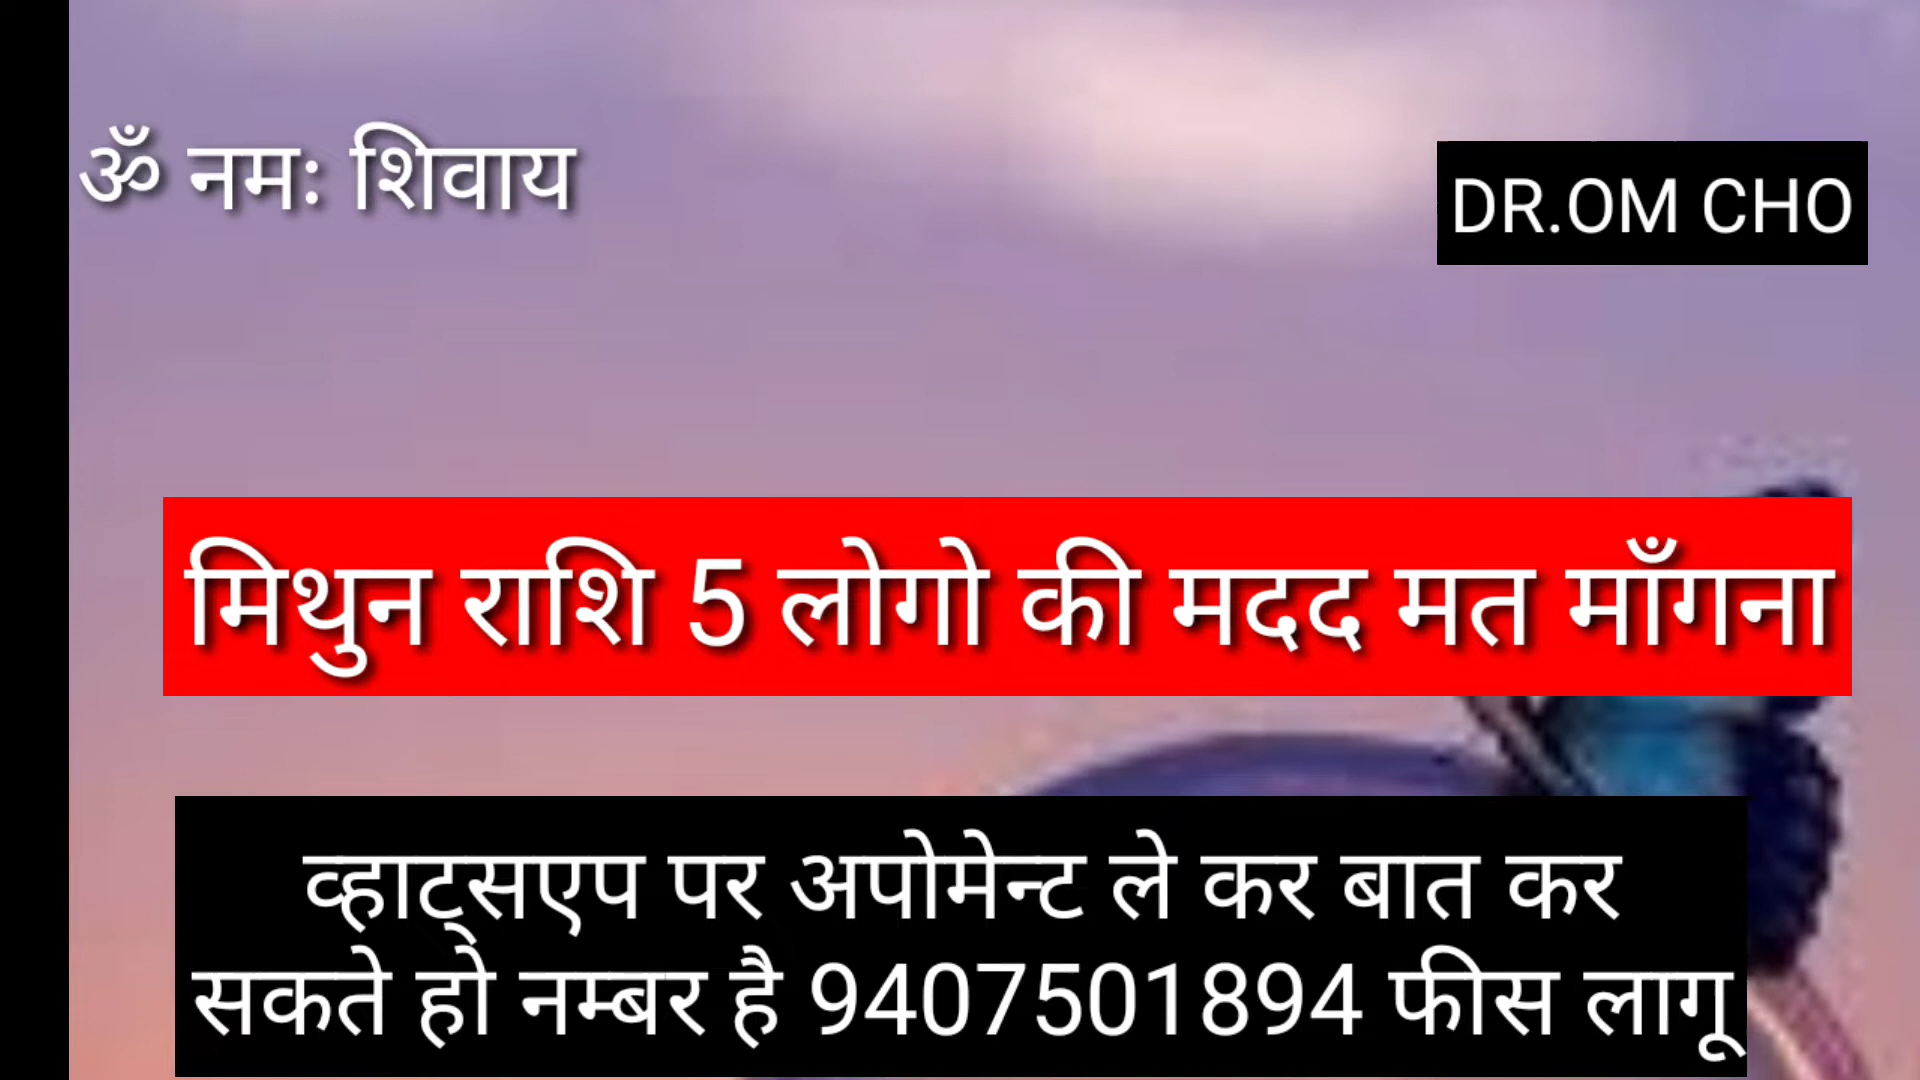 ॐ नमः शिवाय
DR.OM CHO
मिथुन राशि 5 लोगो की मदद मत माँगना
व्हाट्सएप पर अपोमेन्ट ले कर बात कर
सकते हो नम्बर है 9407501894 फीस लागू